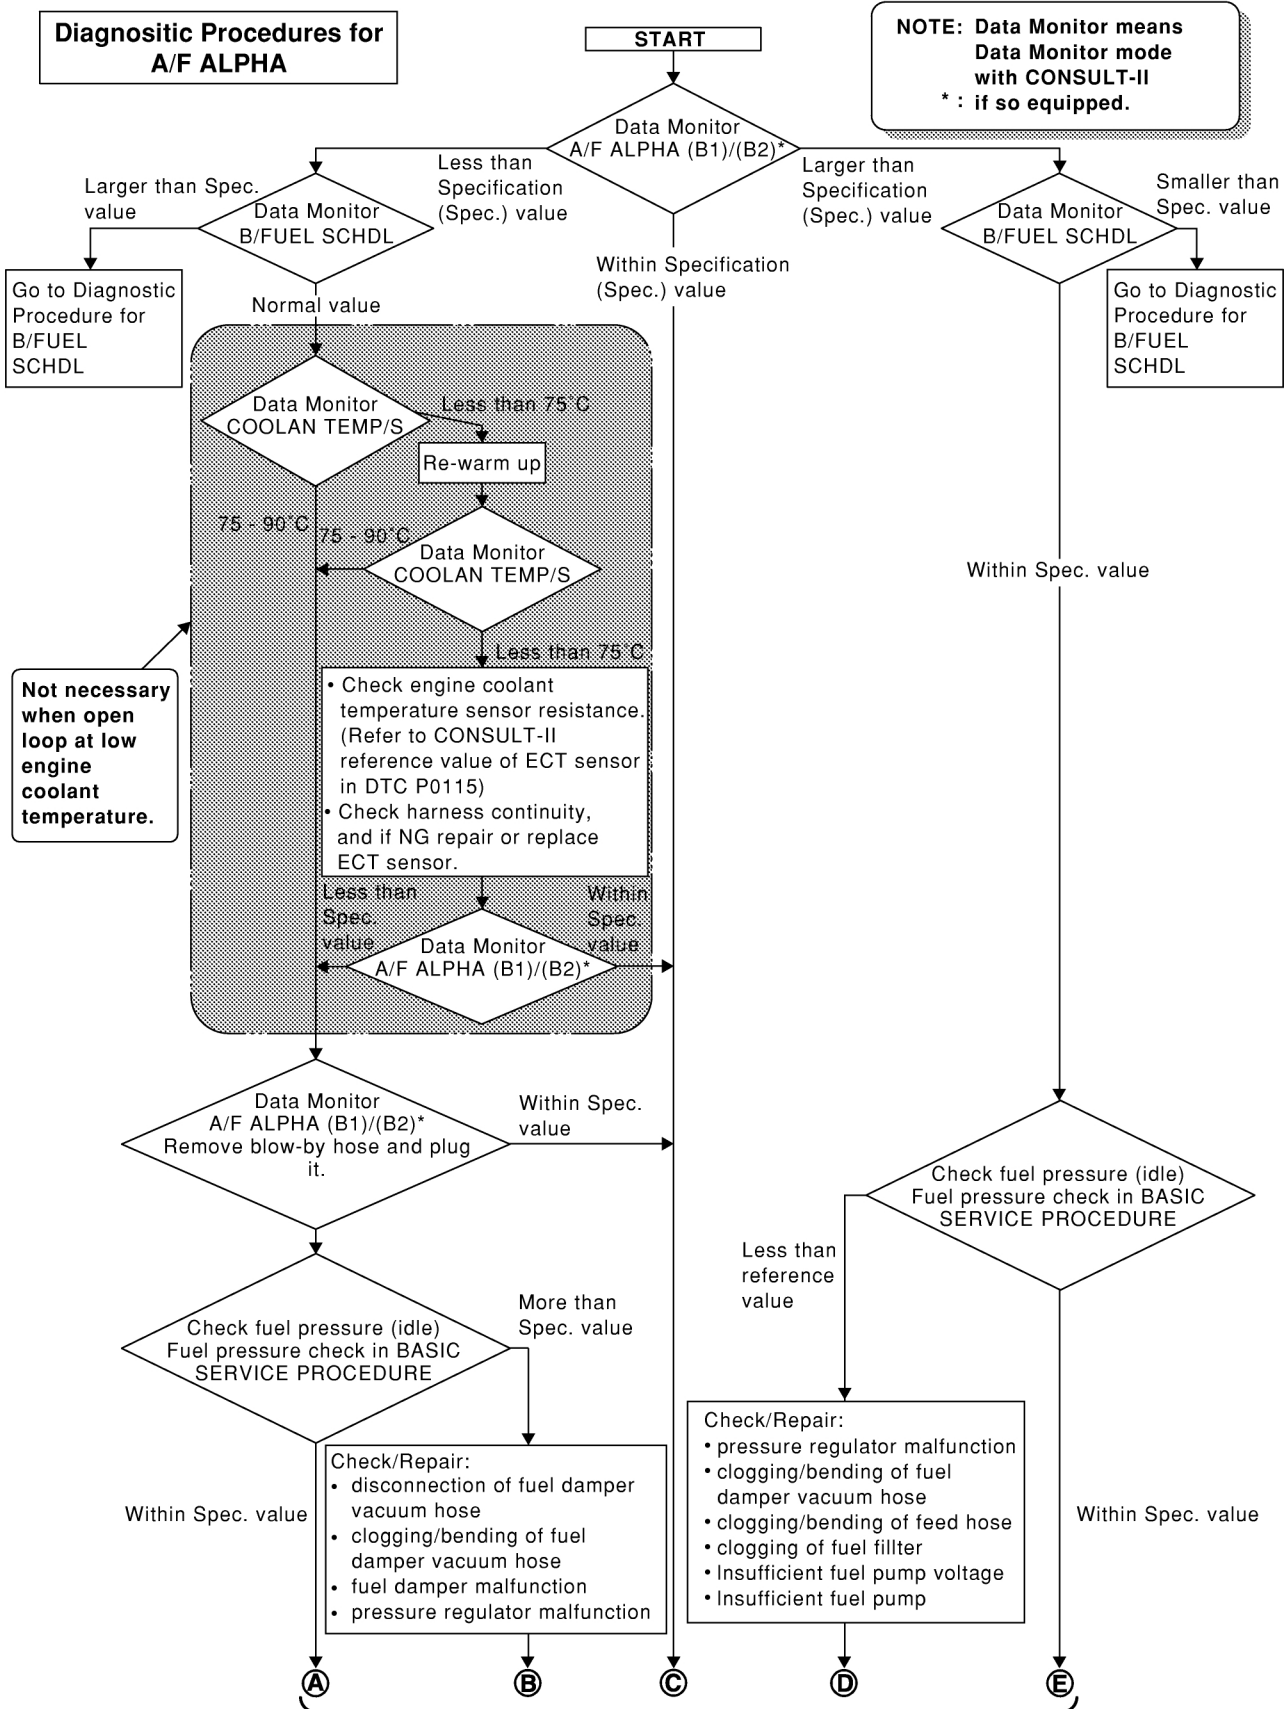 Diagnositic Procedures for
A/F ALPHA
START
NOTE: Data Monitor means
Data Monitor mode
with CONSULT-II
* : if so equipped.
Data Monitor
A/F ALPHA (B1)/(B2)*
Less than
Specification
(Spec.) value
Larger than
Specification
(Spec.) value
Within Specification
(Spec.) value
Larger than Spec.
value
Data Monitor
B/FUEL SCHDL
Data Monitor
B/FUEL SCHDL
Smaller than
Spec. value
Go to Diagnostic
Procedure for
B/FUEL
SCHDL
Normal value
Go to Diagnostic
Procedure for
B/FUEL
SCHDL
Data Monitor
COOLAN TEMP/S
Less than 75˚C
Re-warm up
75 - 90˚C
75 - 90˚C
Data Monitor
COOLAN TEMP/S
Within Spec. value
Less than 75˚C
Not necessary
when open
loop at low
engine
coolant
temperature.
• Check engine coolant
temperature sensor resistance.
(Refer to CONSULT-II
reference value of ECT sensor
in DTC P0115)
• Check harness continuity,
and if NG repair or replace
ECT sensor.
Less than
Spec.
value
Within
Spec.
value
Data Monitor
A/F ALPHA (B1)/(B2)*
Data Monitor
A/F ALPHA (B1)/(B2)*
Remove blow-by hose and plug
it.
Within Spec.
value
Check fuel pressure (idle)
Fuel pressure check in BASIC
SERVICE PROCEDURE
Less than
reference
value
More than
Spec. value
Check fuel pressure (idle)
Fuel pressure check in BASIC
SERVICE PROCEDURE
Within Spec. value
Check/Repair:
• disconnection of fuel damper
vacuum hose
• clogging/bending of fuel
damper vacuum hose
• fuel damper malfunction
• pressure regulator malfunction
Check/Repair:
• pressure regulator malfunction
• clogging/bending of fuel
damper vacuum hose
• clogging/bending of feed hose
• clogging of fuel fillter
• Insufficient fuel pump voltage
• Insufficient fuel pump
Within Spec. value
A B C D E